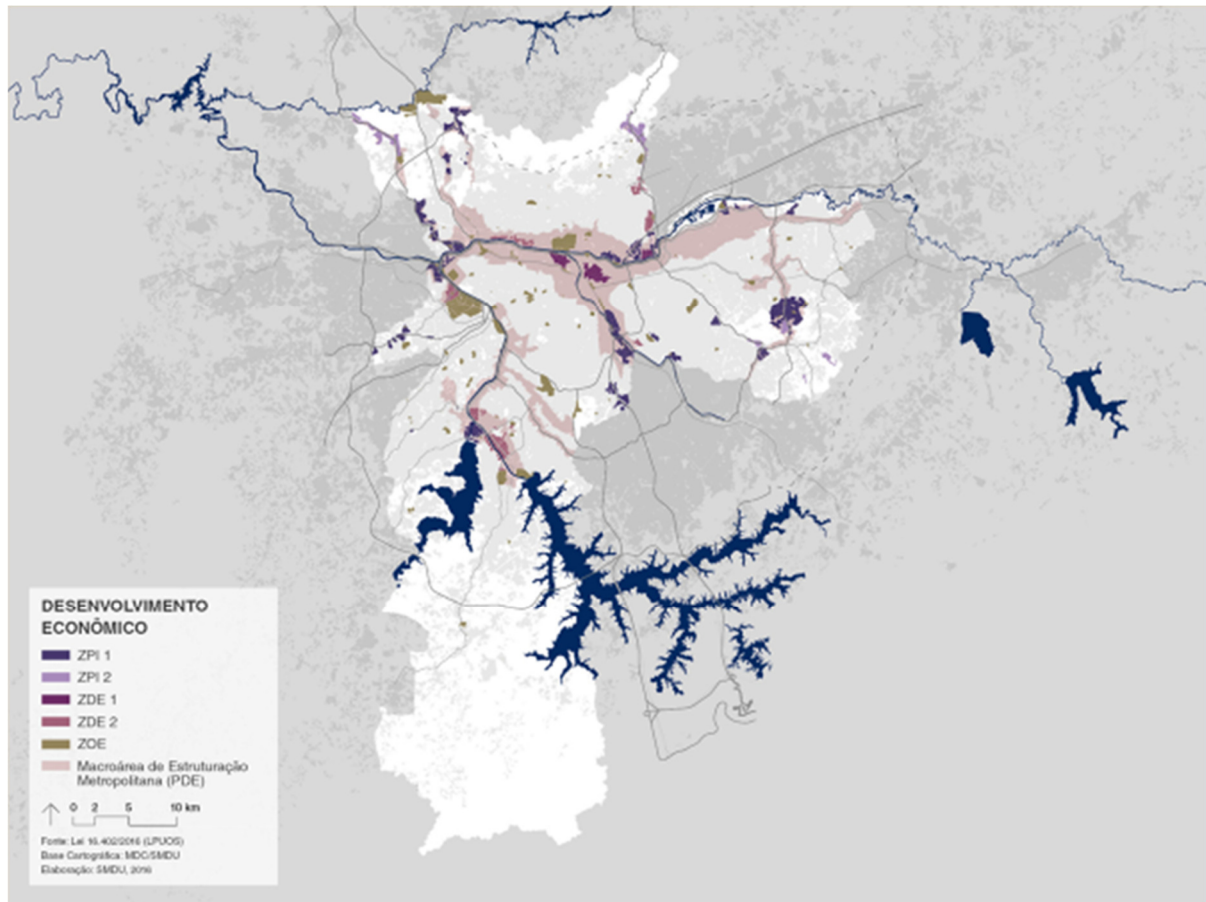 DESENVOLVIMENTO
ECONÔMICO
ZPI 1
ZPI 2
ZDE 1
ZDE 2
ZOE
Macroárea de Estruturação
Metropolitana (PDE)
0 2 5 10 km
Fonte: Lei 16.402/2016 (LPUOS)
Base Cartográfica: MDC/SMDU
Elaboração: SMDU, 2016